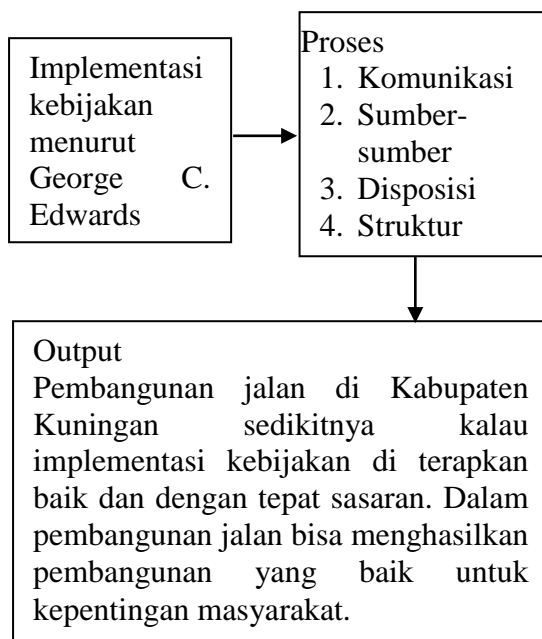 Implementasi
kebijakan
menurut
George C.
Edwards
Proses
1. Komunikasi
2. Sumber-
sumber
3. Disposisi
4. Struktur
Output
Pembangunan jalan di Kabupaten
Kuningan sedikitnya kalau
implementasi kebijakan di terapkan
baik dan dengan tepat sasaran. Dalam
pembangunan jalan bisa menghasilkan
pembangunan yang baik untuk
kepentingan masyarakat.